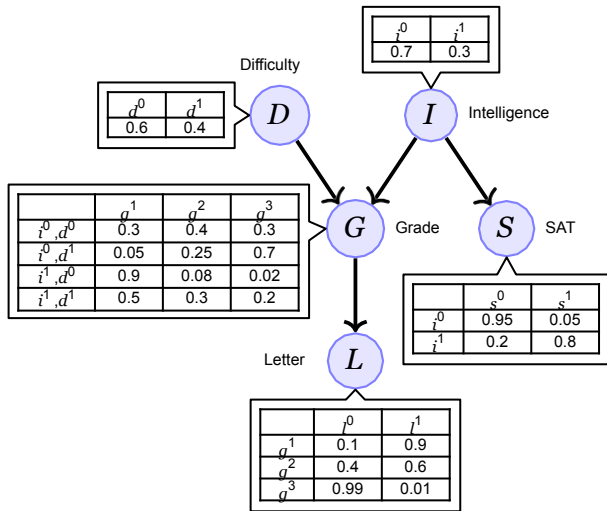 i⁰ i¹
0.7 0.3
Difficulty
d⁰ d¹
0.6 0.4
D
I
Intelligence
g¹ g² g³
i⁰,d⁰ 0.3 0.4 0.3
i⁰,d¹ 0.05 0.25 0.7
i¹,d⁰ 0.9 0.08 0.02
i¹,d¹ 0.5 0.3 0.2
G
Grade
S
SAT
s⁰ s¹
i⁰ 0.95 0.05
i¹ 0.2 0.8
Letter
L
l⁰ l¹
g¹ 0.1 0.9
g² 0.4 0.6
g³ 0.99 0.01